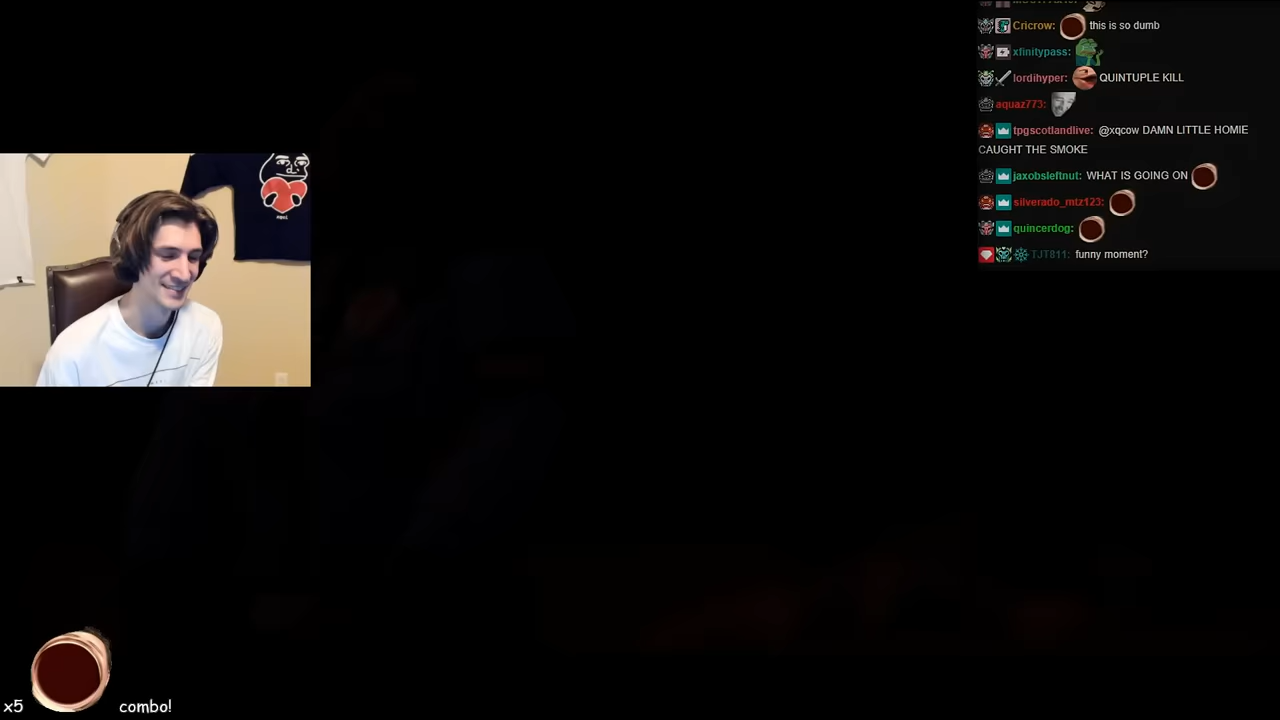 Cricrow: this is so dumb
xfinitypass:
lordihyper: QUINTUPLE KILL
aquaz773:
tpgscotlandlive: @xqcow DAMN LITTLE HOMIE
CAUGHT THE SMOKE
jaxobsleftnut: WHAT IS GOING ON
silverado_mtz123:
quincerdog:
TJT811: funny moment?
x5 combo!